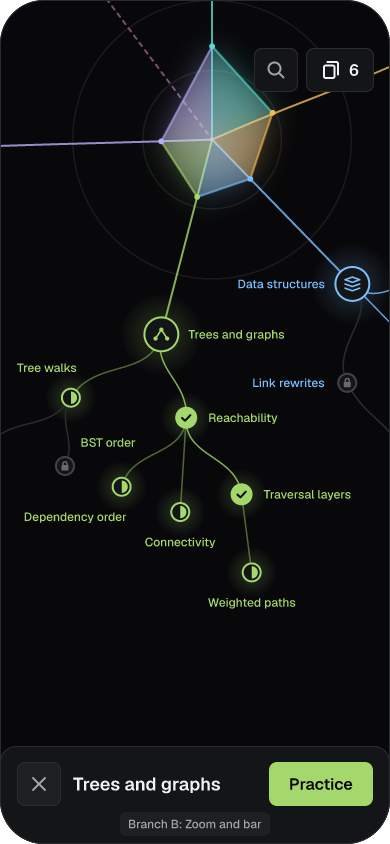 6
Data structures
Trees and graphs
Tree walks
Link rewrites
Reachability
BST order
Traversal layers
Dependency order
Connectivity
Weighted paths
Trees and graphs
Practice
Branch B: Zoom and bar